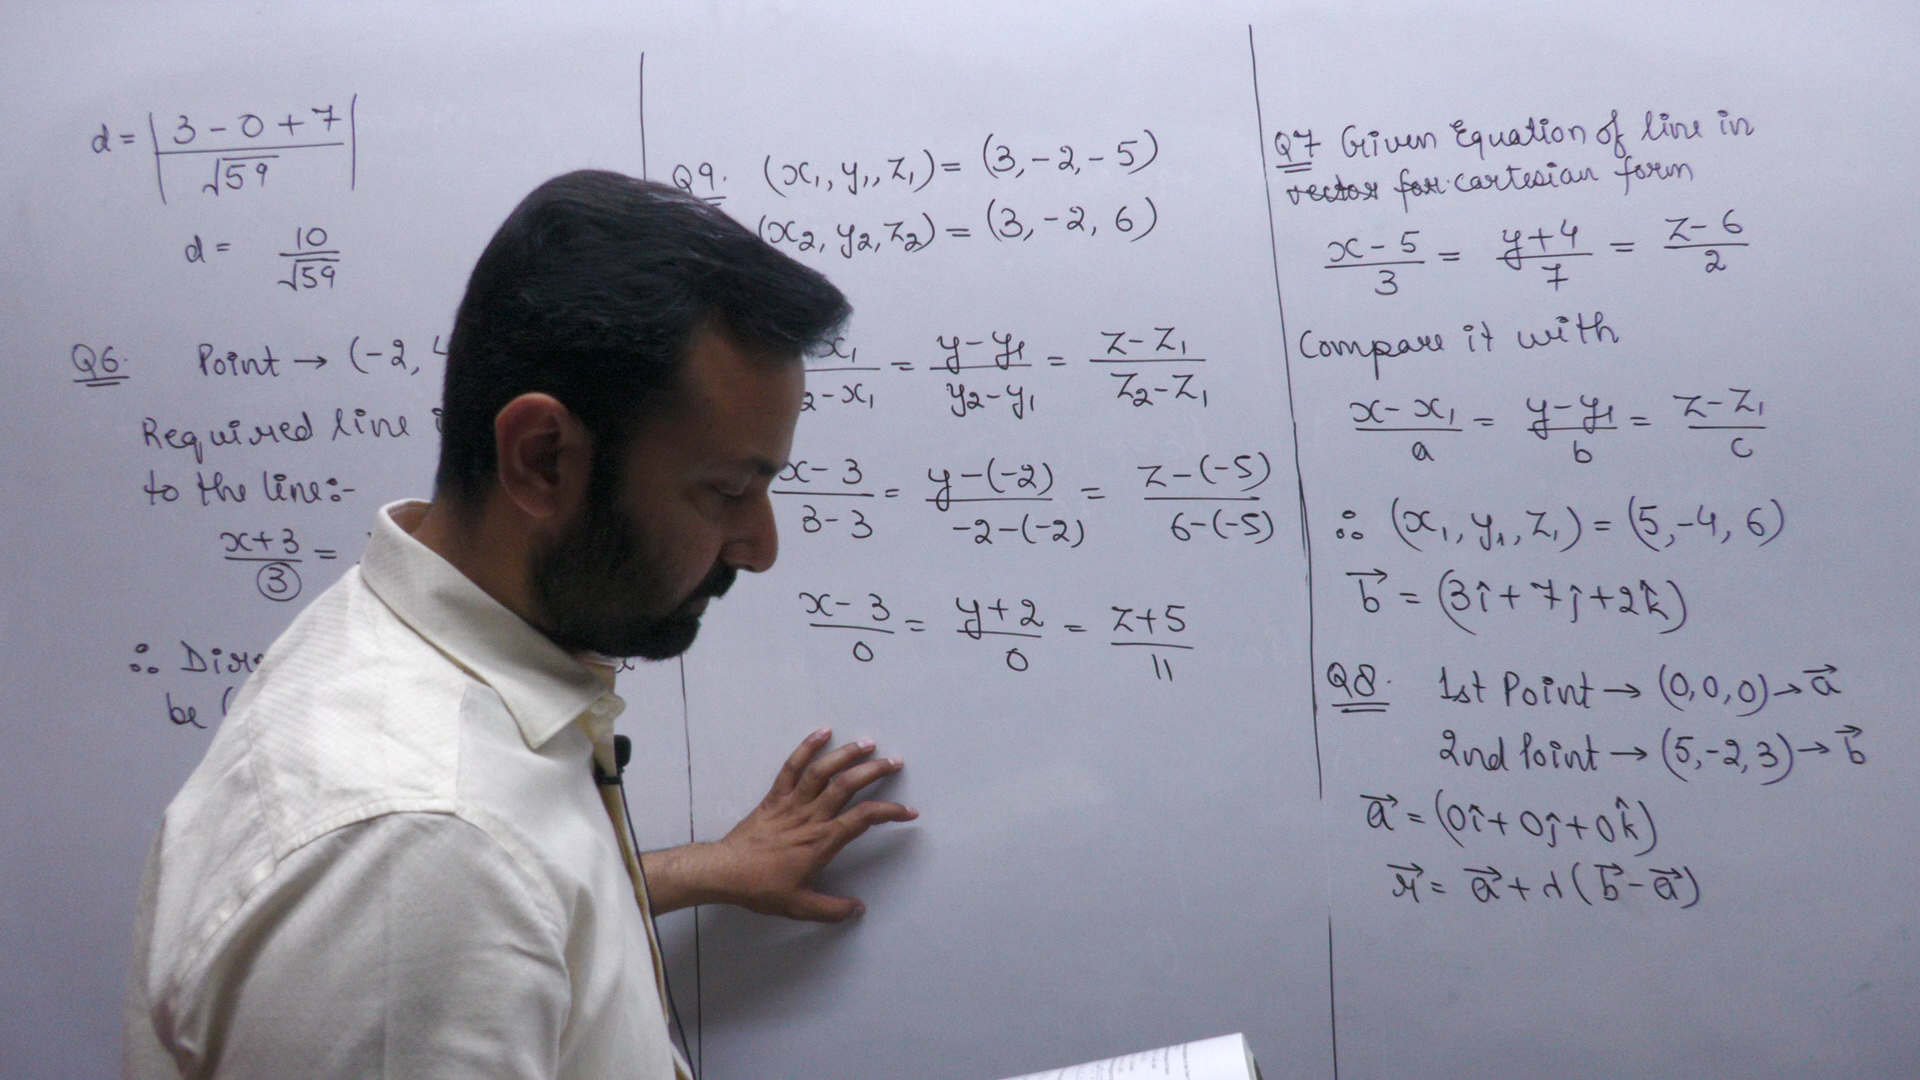 d = | 3 - 0 + 7 / √59 |
d = 10 / √59
Q6. Point → (-2,
Required line
to the line:-
x+3 / 3 =
∴
be (
Q9. (x₁, y₁, z₁) = (3, -2, -5)
(x₂, y₂, z₂) = (3, -2, 6)
x₁ / 2-x₁ = y-y₁ / y₂-y₁ = z-z₁ / z₂-z₁
x-3 / 3-3 = y-(-2) / -2-(-2) = z-(-5) / 6-(-5)
x-3 / 0 = y+2 / 0 = z+5 / 11
Q7 Given Equation of line in
vector for cartesian form
x-5 / 3 = y+4 / 7 = z-6 / 2
Compare it with
x-x₁ / a = y-y₁ / b = z-z₁ / c
∴ (x₁, y₁, z₁) = (5, -4, 6)
b⃗ = (3î + 7ĵ + 2k̂)
Q8. 1st Point → (0,0,0) → a⃗
2nd Point → (5,-2,3) → b⃗
a⃗ = (0î + 0ĵ + 0k̂)
r⃗ = a⃗ + λ(b⃗ - a⃗)